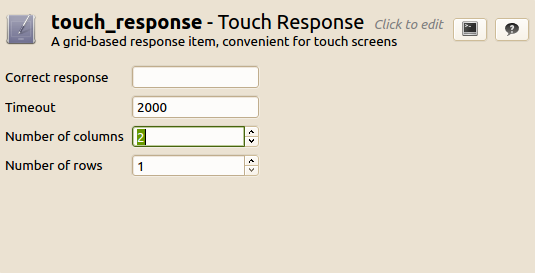 touch_response - Touch Response Click to edit
A grid-based response item, convenient for touch screens
Correct response
Timeout 2000
Number of columns 2
Number of rows 1